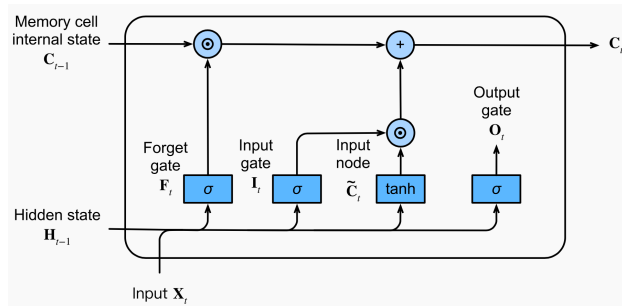 Memory cell
internal state
C_{t−1}
+
C_t
Output
gate
O_t
Forget
gate
F_t
Input
gate
I_t
Input
node
C̃_t
σ
σ
tanh
σ
Hidden state
H_{t−1}
Input X_t